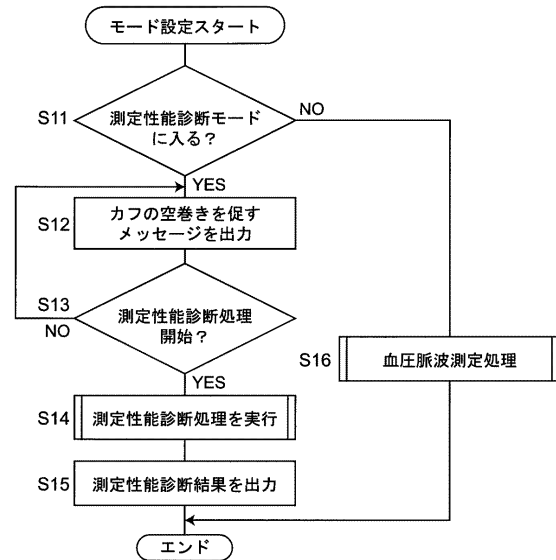 モード設定スタート
S11
測定性能診断モード
に入る？
NO
YES
S12
カフの空巻きを促す
メッセージを出力
S13
NO
測定性能診断処理
開始？
YES
S16
血圧脈波測定処理
S14
測定性能診断処理を実行
S15
測定性能診断結果を出力
エンド